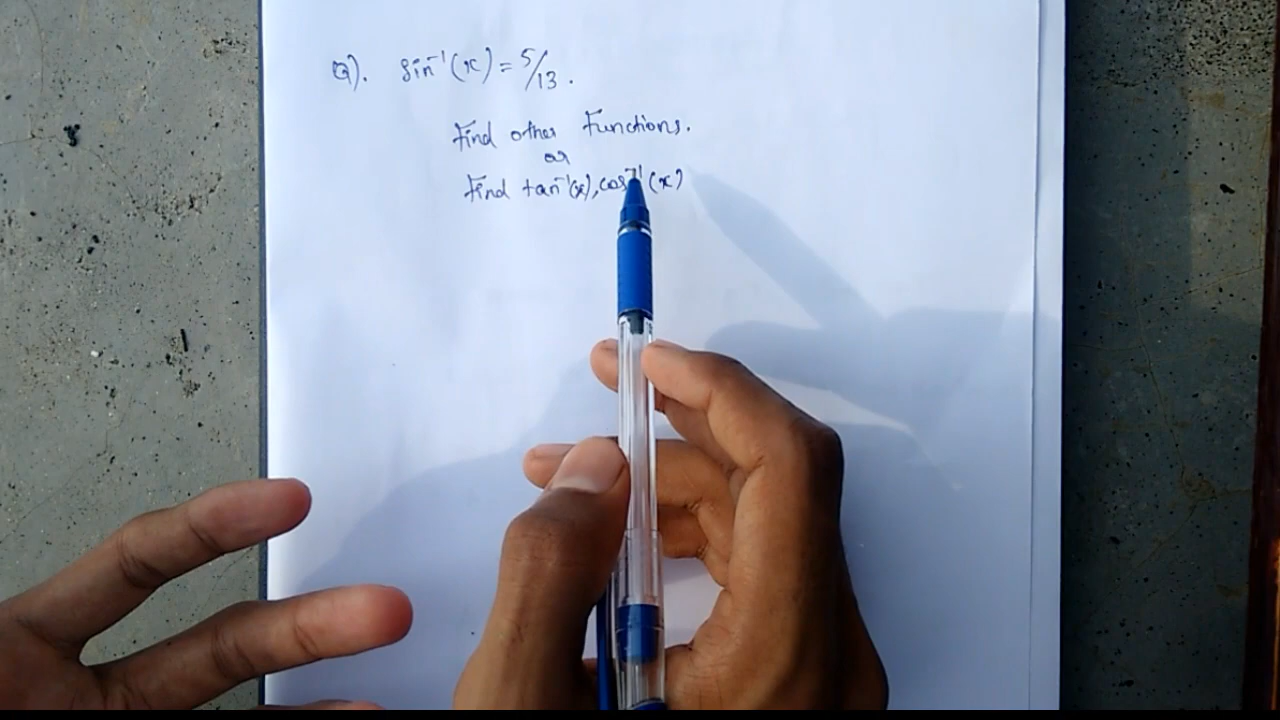 Q). sin⁻¹(x) = 5/13.
Find other Functions.
or
Find tan⁻¹(x), cos⁻¹(x)